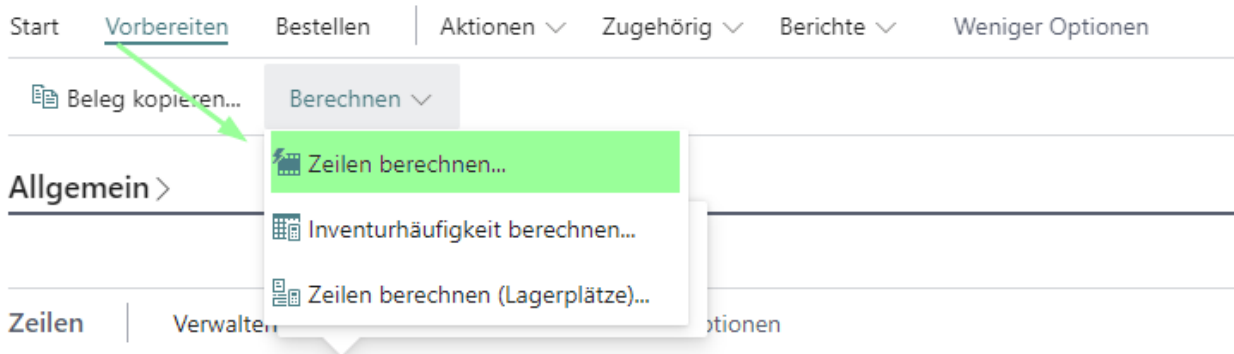 Start Vorbereiten Bestellen Aktionen Zugehörig Berichte Weniger Optionen
Beleg kopieren... Berechnen
Zeilen berechnen...
Allgemein
Inventurhäufigkeit berechnen...
Zeilen berechnen (Lagerplätze)...
Zeilen Verwalten